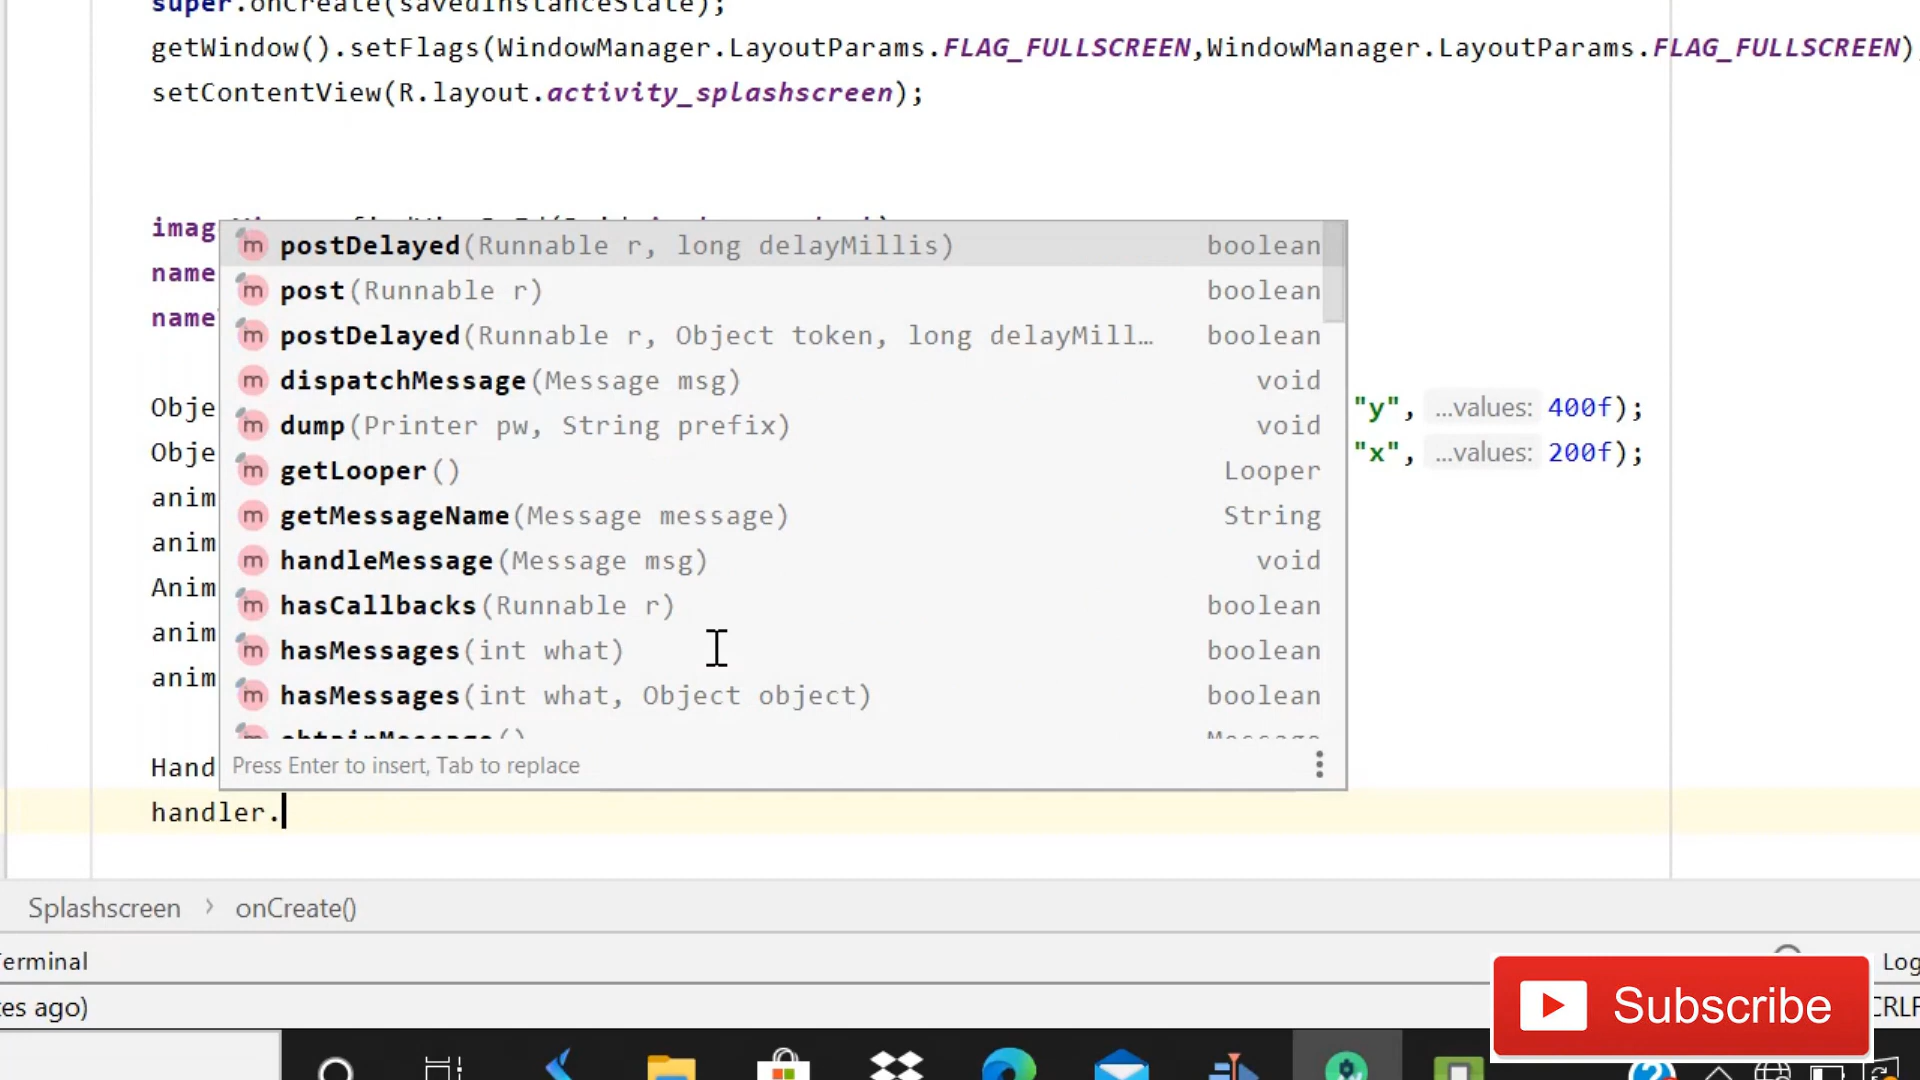 super.onCreate(savedInstanceState);
getWindow().setFlags(WindowManager.LayoutParams.FLAG_FULLSCREEN,WindowManager.LayoutParams.FLAG_FULLSCREEN)
setContentView(R.layout.activity_splashscreen);
imag
name
name
postDelayed(Runnable r, long delayMillis) boolean
post(Runnable r) boolean
postDelayed(Runnable r, Object token, long delayMill… boolean
dispatchMessage(Message msg) void
Obje "y", …values: 400f);
dump(Printer pw, String prefix) void
Obje "x", …values: 200f);
getLooper() Looper
anim
getMessageName(Message message) String
anim
handleMessage(Message msg) void
Anim
hasCallbacks(Runnable r) boolean
anim
hasMessages(int what) boolean
anim
hasMessages(int what, Object object) boolean
obtainMessage() Message
Hand
Press Enter to insert, Tab to replace
handler.
Splashscreen › onCreate()
erminal
Log
es ago)
CRLF
Subscribe